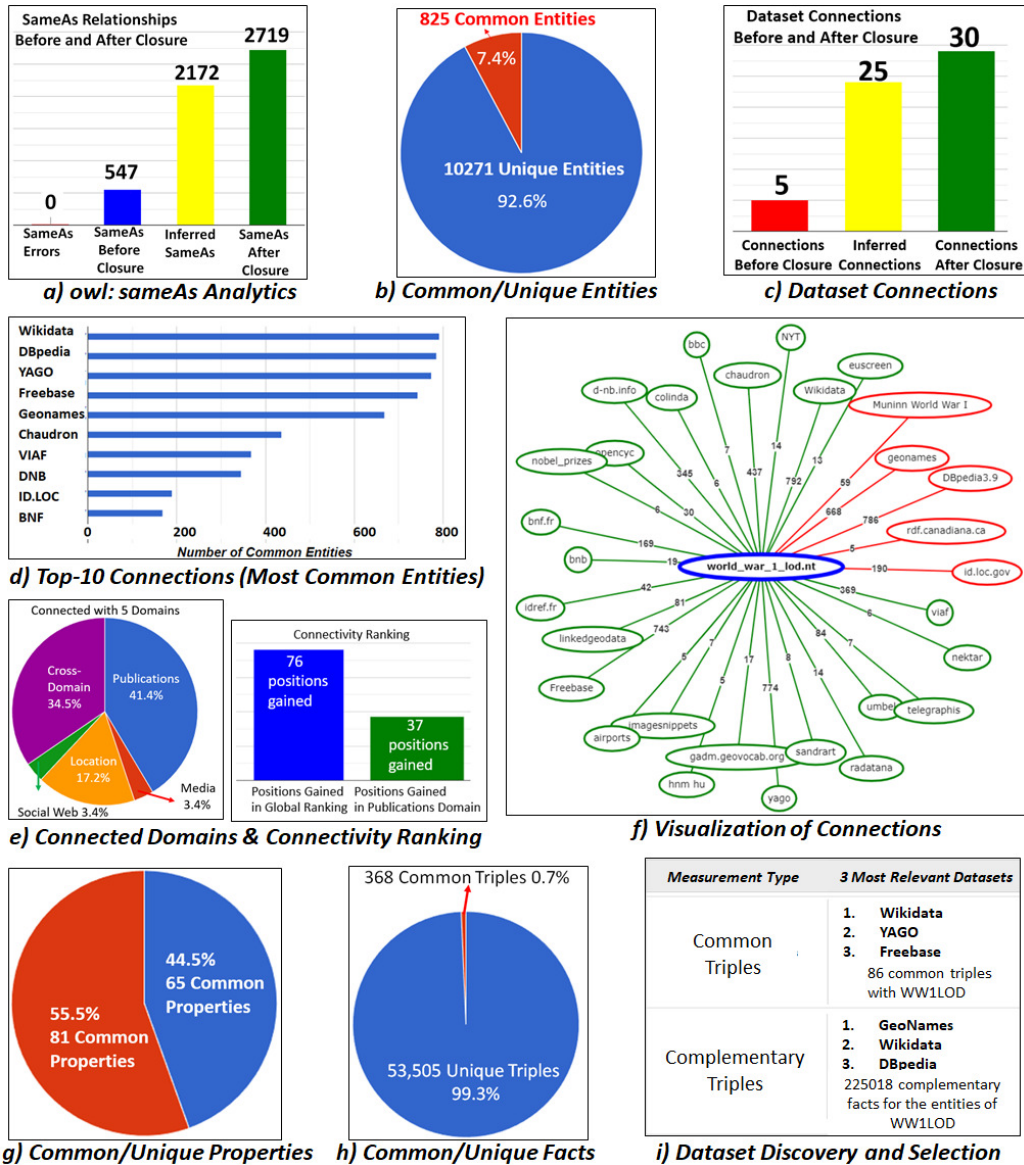 SameAs Relationships
Before and After Closure
0
547
2172
2719
SameAs
Errors
SameAs
Before
Closure
Inferred
SameAs
SameAs
After
Closure
a) owl: sameAs Analytics
825 Common Entities
7.4%
10271 Unique Entities
92.6%
b) Common/Unique Entities
Dataset Connections
Before and After Closure
5
25
30
Connections
Before Closure
Inferred
Connections
Connections
After Closure
c) Dataset Connections
Wikidata
DBpedia
YAGO
Freebase
Geonames
Chaudron
VIAF
DNB
ID.LOC
BNF
0
200
400
600
800
Number of Common Entities
d) Top-10 Connections (Most Common Entities)
Connected with 5 Domains
Cross-
Domain
34.5%
Publications
41.4%
Location
17.2%
Media
3.4%
Social Web 3.4%
Connectivity Ranking
76
positions
gained
37
positions
gained
Positions Gained
in Global Ranking
Positions Gained
in Publications Domain
e) Connected Domains & Connectivity Ranking
bbc
NYT
chaudron
euscreen
d-nb.info
colinda
Wikidata
Muninn World War I
nobel_prizes
opencyc
geonames
DBpedia3.9
bnf.fr
rdf.canadiana.ca
bnb
world_war_1_lod.nt
id.loc.gov
idref.fr
viaf
linkedgeodata
nektar
Freebase
umbel
telegraphis
airports
imagesnippets
gadm.geovocab.org
sandrart
radatana
hnm hu
yago
7
14
345
6
437
792
13
59
668
786
6
30
5
169
19
190
42
369
81
6
743
84
7
5
7
17
8
14
5
774
f) Visualization of Connections
44.5%
65 Common
Properties
55.5%
81 Common
Properties
g) Common/Unique Properties
368 Common Triples 0.7%
53,505 Unique Triples
99.3%
h) Common/Unique Facts
Measurement Type
3 Most Relevant Datasets
Common
Triples
1. Wikidata
2. YAGO
3. Freebase
86 common triples
with WW1LOD
Complementary
Triples
1. GeoNames
2. Wikidata
3. DBpedia
225018 complementary
facts for the entities of
WW1LOD
i) Dataset Discovery and Selection